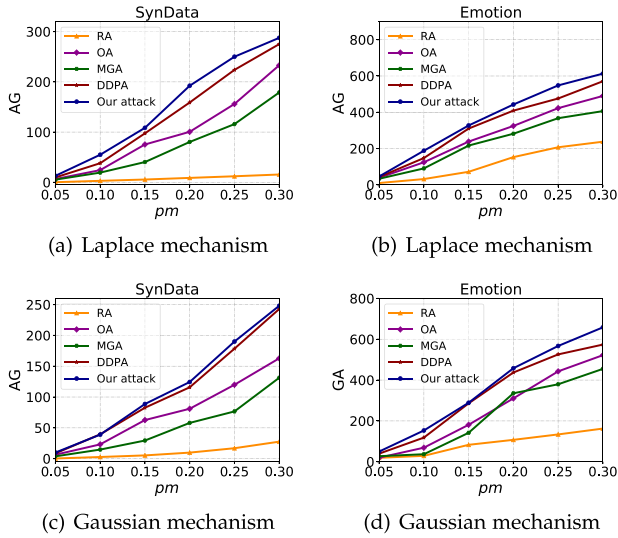 SynData
AG
300
200
100
0
RA
OA
MGA
DDPA
Our attack
0.05 0.10 0.15 0.20 0.25 0.30
pm
(a) Laplace mechanism
Emotion
AG
800
600
400
200
0
RA
OA
MGA
DDPA
Our attack
0.05 0.10 0.15 0.20 0.25 0.30
pm
(b) Laplace mechanism
SynData
AG
250
200
150
100
50
0
RA
OA
MGA
DDPA
Our attack
0.05 0.10 0.15 0.20 0.25 0.30
pm
(c) Gaussian mechanism
Emotion
GA
800
600
400
200
0
RA
OA
MGA
DDPA
Our attack
0.05 0.10 0.15 0.20 0.25 0.30
pm
(d) Gaussian mechanism